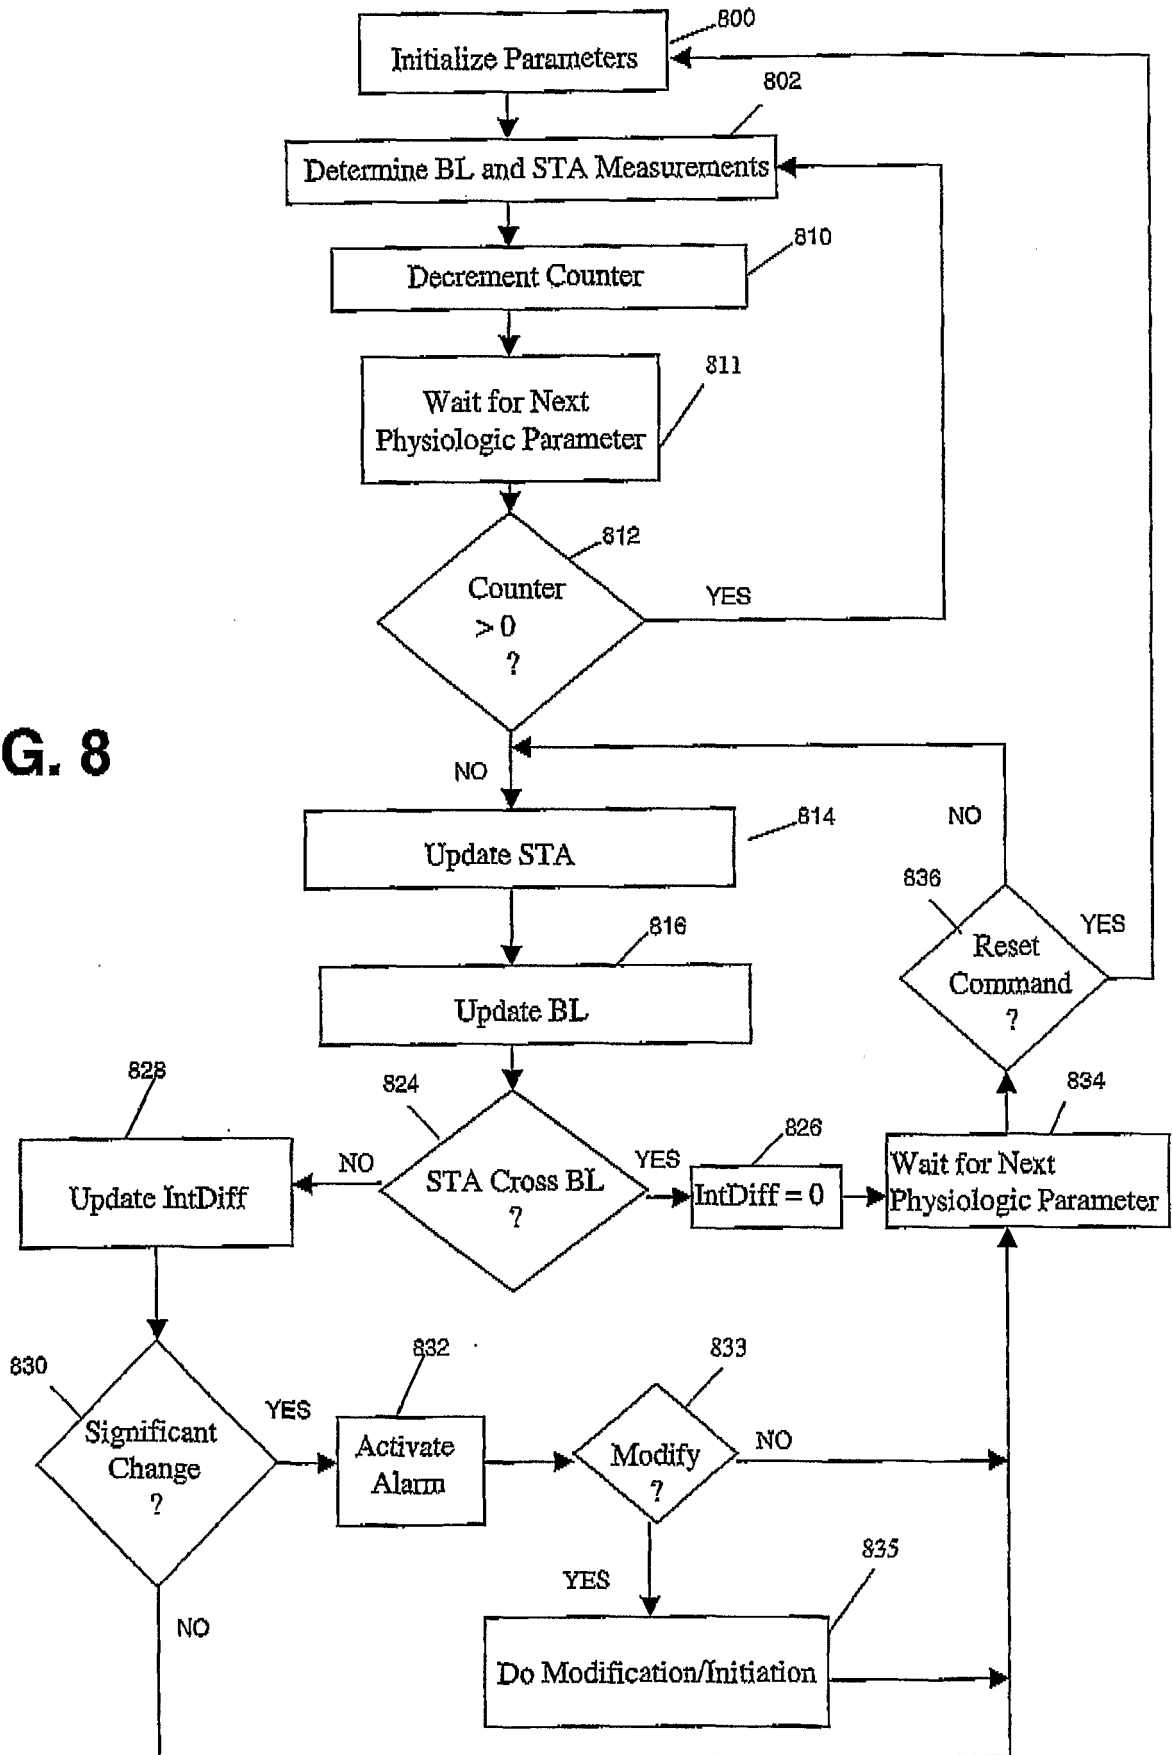 800
Initialize Parameters
802
Determine BL and STA Measurements
810
Decrement Counter
811
Wait for Next
Physiologic Parameter
812
Counter
> 0
?
YES
G. 8
NO
814
Update STA
NO
836
Reset
Command
?
YES
816
Update BL
828
Update IntDiff
824
NO
STA Cross BL
?
YES
826
IntDiff = 0
834
Wait for Next
Physiologic Parameter
830
Significant
Change
?
YES
832
Activate
Alarm
833
Modify
?
NO
YES
835
NO
Do Modification/Initiation